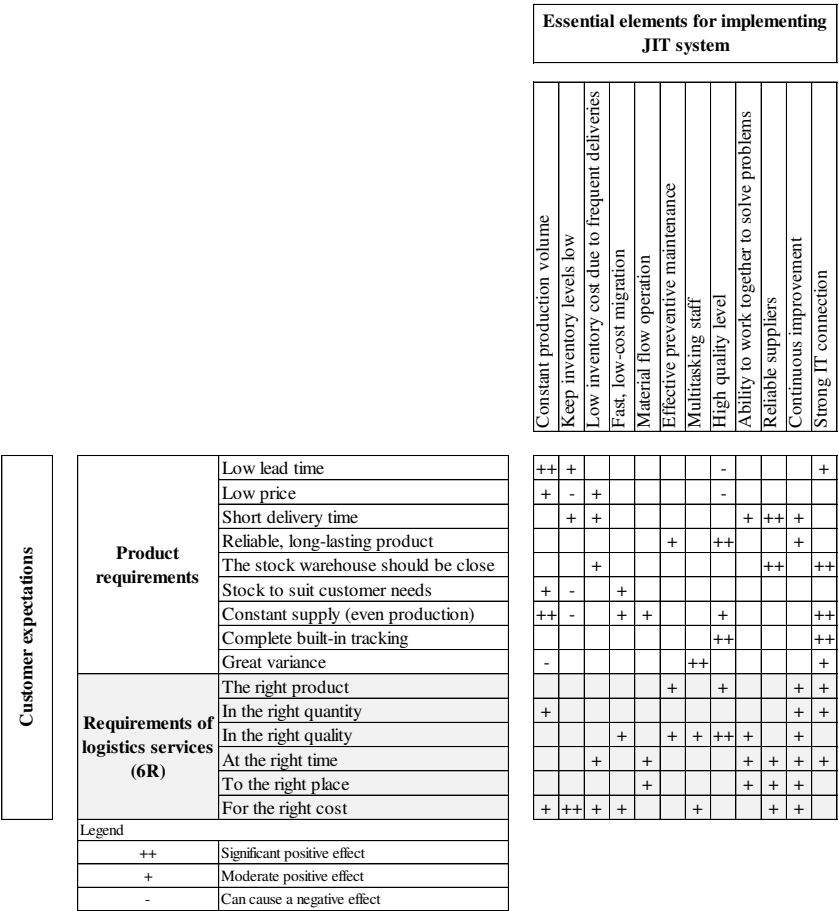 Essential elements for implementing
JIT system
Constant production volume
Keep inventory levels low
Low inventory cost due to frequent deliveries
Fast, low-cost migration
Material flow operation
Effective preventive maintenance
Multitasking staff
High quality level
Ability to work together to solve problems
Reliable suppliers
Continuous improvement
Strong IT connection
Customer expectations
Product
requirements
Low lead time ++ + - +
Low price + - + -
Short delivery time + + + ++ +
Reliable, long-lasting product + ++ +
The stock warehouse should be close + ++ ++
Stock to suit customer needs + - +
Constant supply (even production) ++ - + + + ++
Complete built-in tracking ++ ++
Great variance - ++ +
Requirements of
logistics services
(6R)
The right product + + + +
In the right quantity + + +
In the right quality + + + ++ + +
At the right time + + + + + +
To the right place + + + +
For the right cost + ++ + + + + +
Legend
++ Significant positive effect
+ Moderate positive effect
- Can cause a negative effect